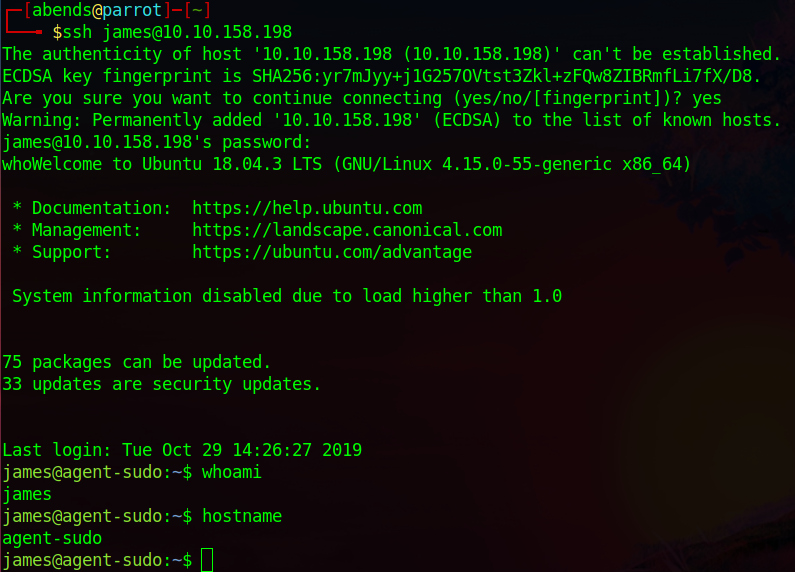 ┌─[abends@parrot]─[~]
└──╼ $ssh james@10.10.158.198
The authenticity of host '10.10.158.198 (10.10.158.198)' can't be established.
ECDSA key fingerprint is SHA256:yr7mJyy+j1G257OVtst3Zkl+zFQw8ZIBRmfLi7fX/D8.
Are you sure you want to continue connecting (yes/no/[fingerprint])? yes
Warning: Permanently added '10.10.158.198' (ECDSA) to the list of known hosts.
james@10.10.158.198's password:
whoWelcome to Ubuntu 18.04.3 LTS (GNU/Linux 4.15.0-55-generic x86_64)
* Documentation:  https://help.ubuntu.com
* Management:     https://landscape.canonical.com
* Support:        https://ubuntu.com/advantage
System information disabled due to load higher than 1.0
75 packages can be updated.
33 updates are security updates.
Last login: Tue Oct 29 14:26:27 2019
james@agent-sudo:~$ whoami
james
james@agent-sudo:~$ hostname
agent-sudo
james@agent-sudo:~$